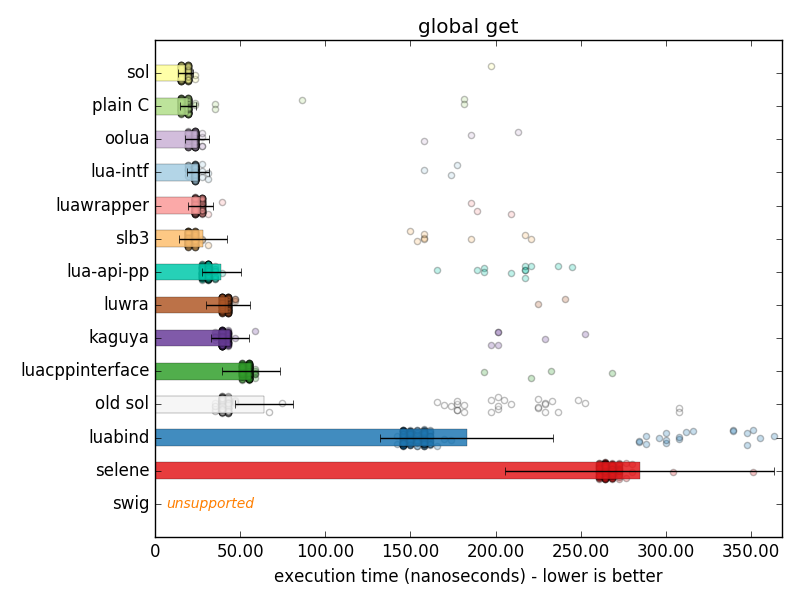 global get
sol
plain C
oolua
lua-intf
luawrapper
slb3
lua-api-pp
luwra
kaguya
luacppinterface
old sol
luabind
selene
swig unsupported
0 50.00 100.00 150.00 200.00 250.00 300.00 350.00
execution time (nanoseconds) - lower is better